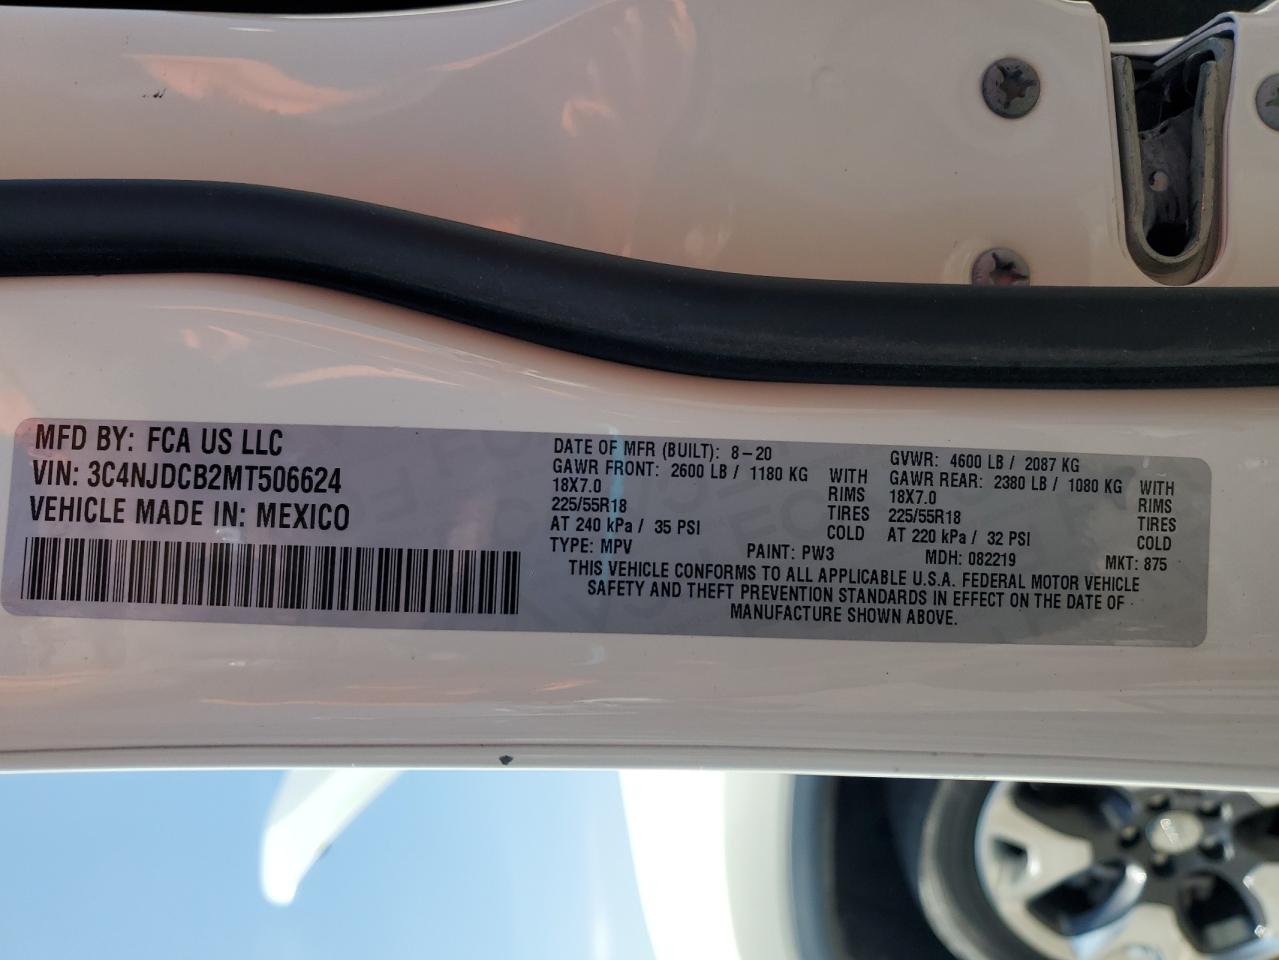 MFD BY: FCA US LLC
VIN: 3C4NJDCB2MT506624
VEHICLE MADE IN: MEXICO
DATE OF MFR (BUILT): 8-20
GAWR FRONT: 2600 LB / 1180 KG WITH
18X7.0 RIMS
225/55R18 TIRES
AT 240 kPa / 35 PSI COLD
GVWR: 4600 LB / 2087 KG
GAWR REAR: 2380 LB / 1080 KG WITH
18X7.0 RIMS
225/55R18 TIRES
AT 220 kPa / 32 PSI COLD
TYPE: MPV PAINT: PW3 MDH: 082219 MKT: 875
THIS VEHICLE CONFORMS TO ALL APPLICABLE U.S.A. FEDERAL MOTOR VEHICLE
SAFETY AND THEFT PREVENTION STANDARDS IN EFFECT ON THE DATE OF
MANUFACTURE SHOWN ABOVE.